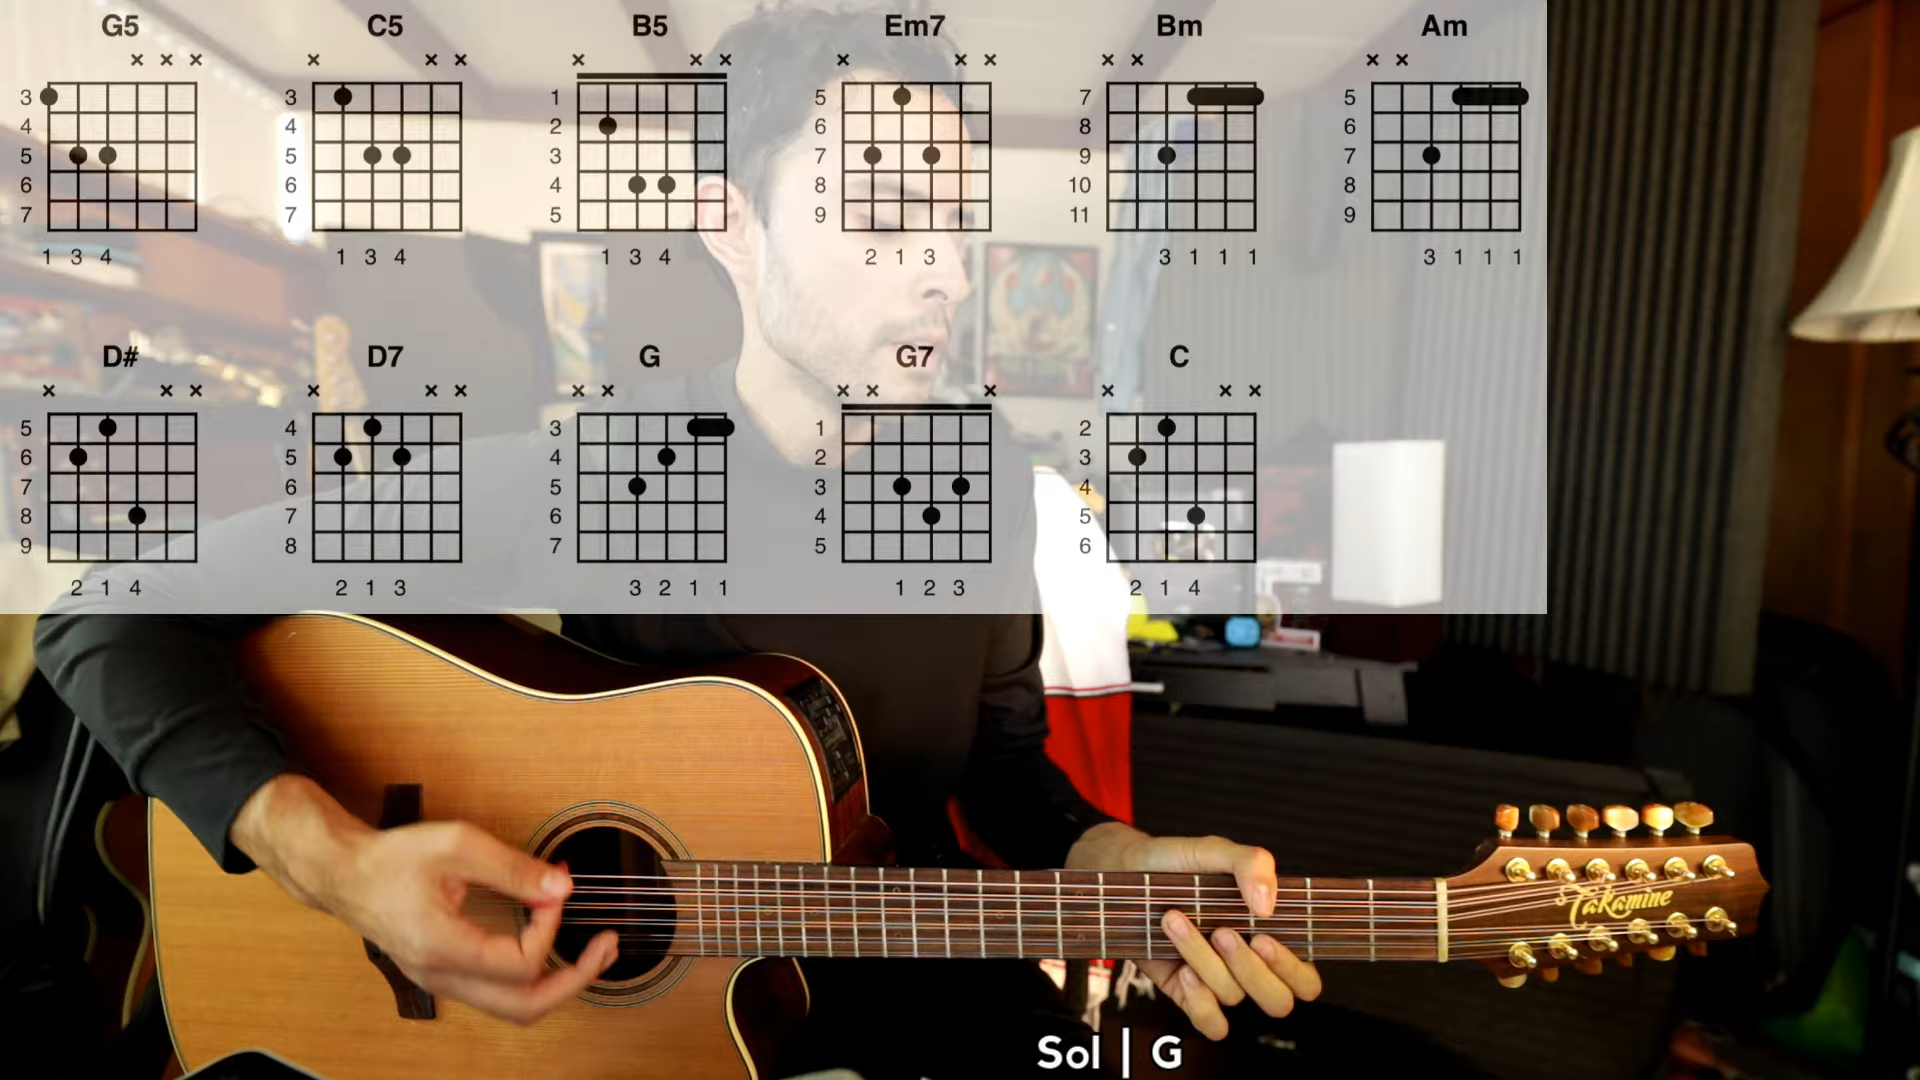 G5 C5 B5 Em7 Bm Am
× × × × × × × × × × × × × × × ×
3 3 1 5 7 5
4 4 2 6 8 6
5 5 3 7 9 7
6 6 4 8 10 8
7 7 5 9 11 9
1 3 4 1 3 4 1 3 4 2 1 3 3 1 1 1 3 1 1 1
D# D7 G G7 C
× × × × × × × × × × × × × ×
5 4 3 1 2
6 5 4 2 3
7 6 5 3 4
8 7 6 4 5
9 8 7 5 6
2 1 4 2 1 3 3 2 1 1 1 2 3 2 1 4
Takamine
Sol | G